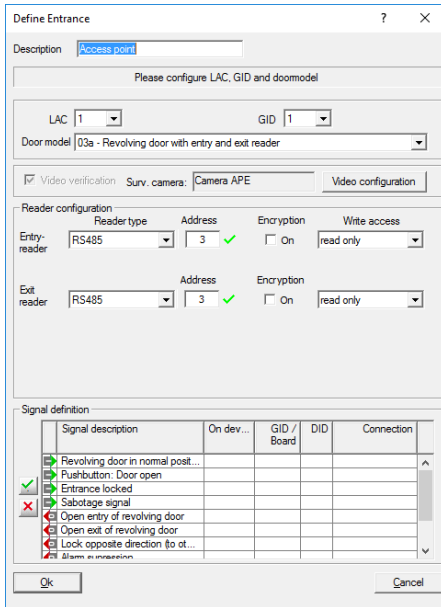 Define Entrance ? ×
Description Access point
Please configure LAC, GID and doormodel
LAC 1 GID 1
Door model 03a - Revolving door with entry and exit reader
Video verification Surv. camera: Camera APE Video configuration
Reader configuration
Reader type Address Encryption Write access
Entry-
reader RS485 3 On read only
Address Encryption
Exit
reader RS485 3 On read only
Signal definition
Signal description On dev... GID /
Board DID Connection
Revolving door in normal posit...
Pushbutton: Door open
Entrance locked
Sabotage signal
Open entry of revolving door
Open exit of revolving door
Lock opposite direction (to ot...
Alarm supression
Ok Cancel